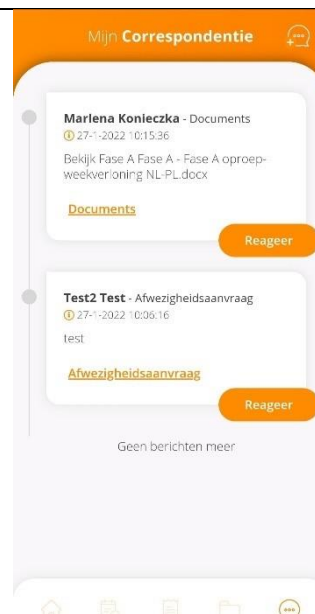 Mijn Correspondentie
Marlena Konieczka - Documents
27-1-2022 10:15:36
Bekijk Fase A Fase A - Fase A oproep-
weekverloning NL-PL.docx
Documents
Reageer
Test2 Test - Afwezigheidsaanvraag
27-1-2022 10:06:16
test
Afwezigheidsaanvraag
Reageer
Geen berichten meer